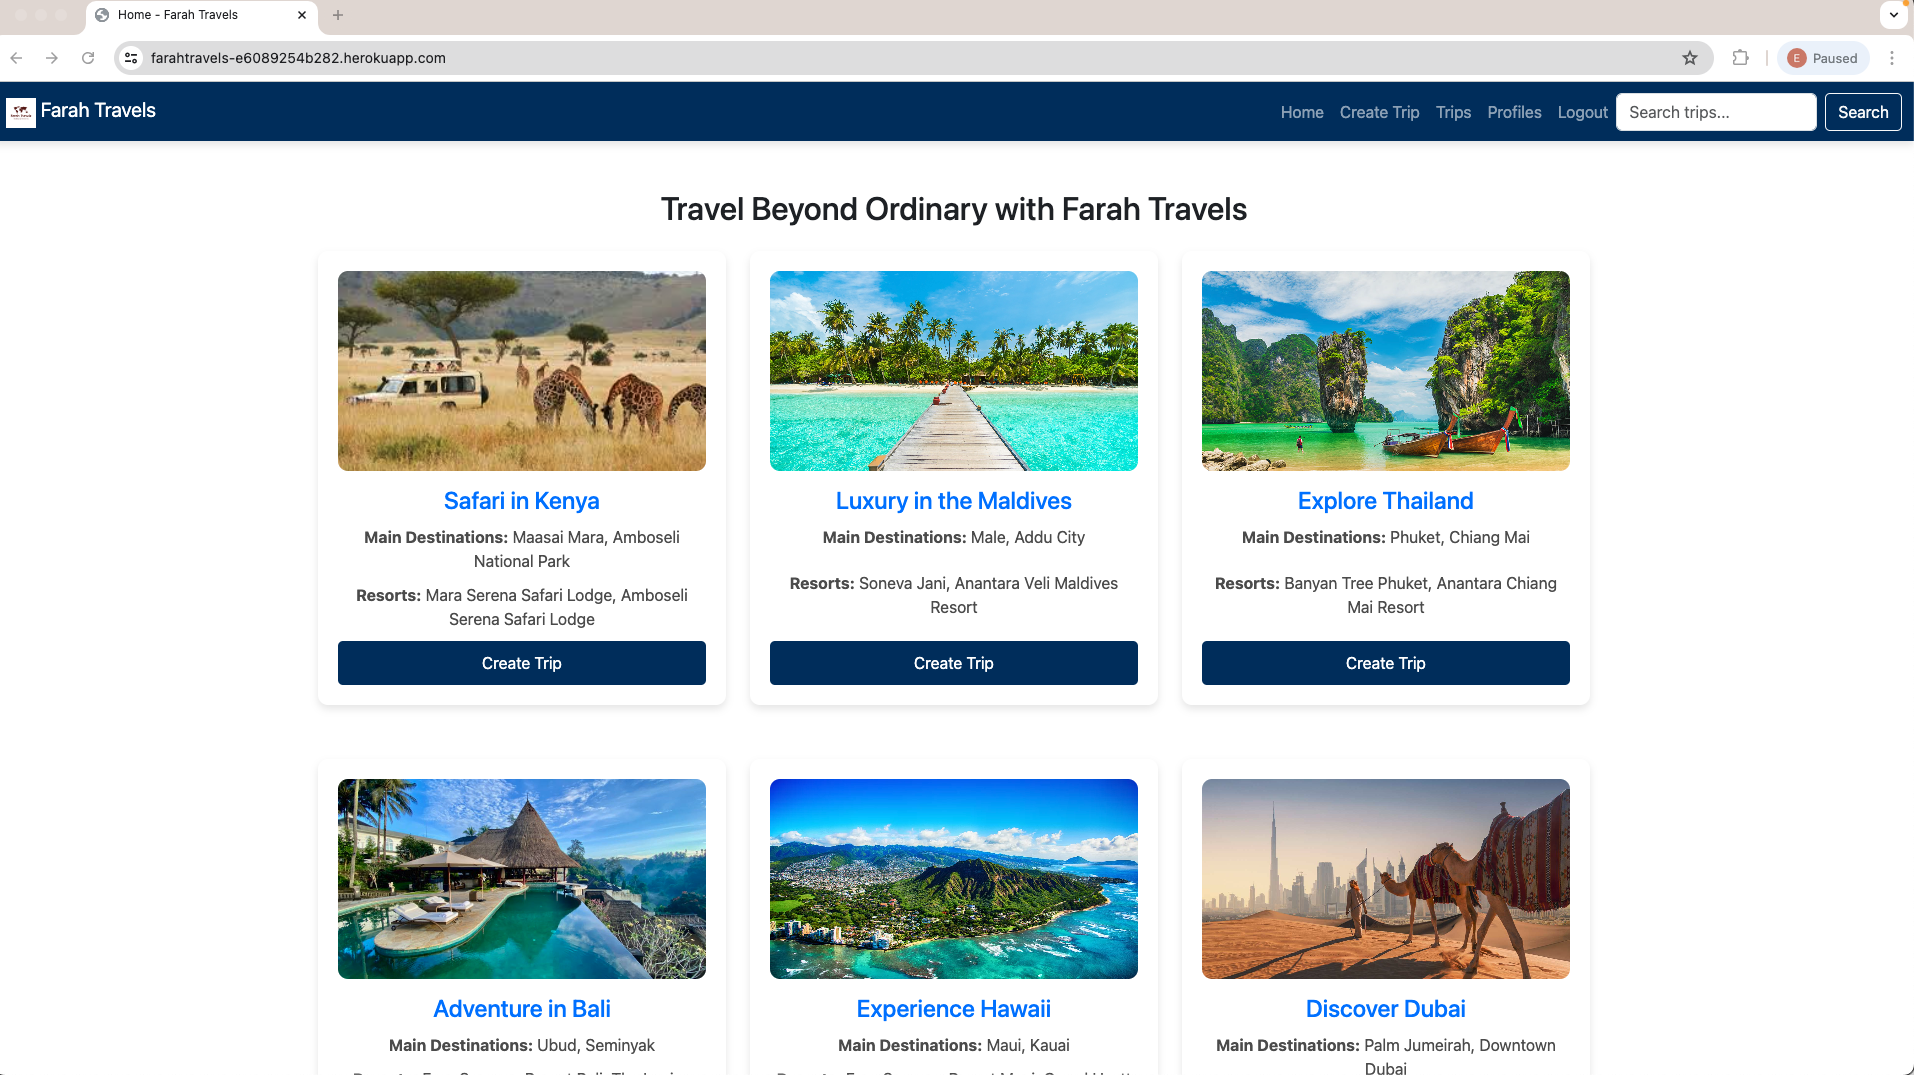 Home - Farah Travels
farahtravels-e6089254b282.herokuapp.com
E Paused
Farah Travels
Home Create Trip Trips Profiles Logout Search trips... Search
Travel Beyond Ordinary with Farah Travels
Safari in Kenya
Main Destinations: Maasai Mara, Amboseli
National Park
Resorts: Mara Serena Safari Lodge, Amboseli
Serena Safari Lodge
Create Trip
Luxury in the Maldives
Main Destinations: Male, Addu City
Resorts: Soneva Jani, Anantara Veli Maldives
Resort
Create Trip
Explore Thailand
Main Destinations: Phuket, Chiang Mai
Resorts: Banyan Tree Phuket, Anantara Chiang
Mai Resort
Create Trip
Adventure in Bali
Main Destinations: Ubud, Seminyak
Experience Hawaii
Main Destinations: Maui, Kauai
Discover Dubai
Main Destinations: Palm Jumeirah, Downtown
Dubai